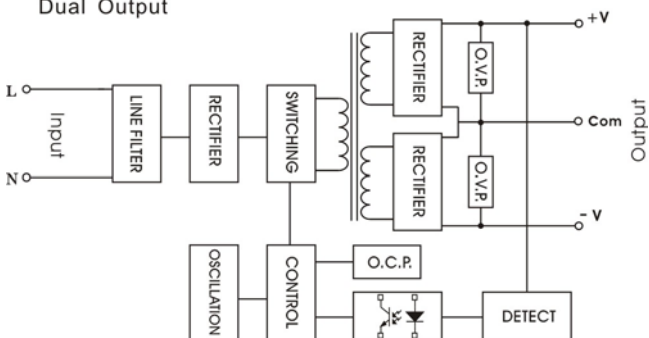 Dual Output
L
Input
N
LINE FILTER
RECTIFIER
SWITCHING
RECTIFIER
RECTIFIER
O.V.P.
O.V.P.
+V
Com
-V
Output
OSCILLATION
CONTROL
O.C.P.
DETECT